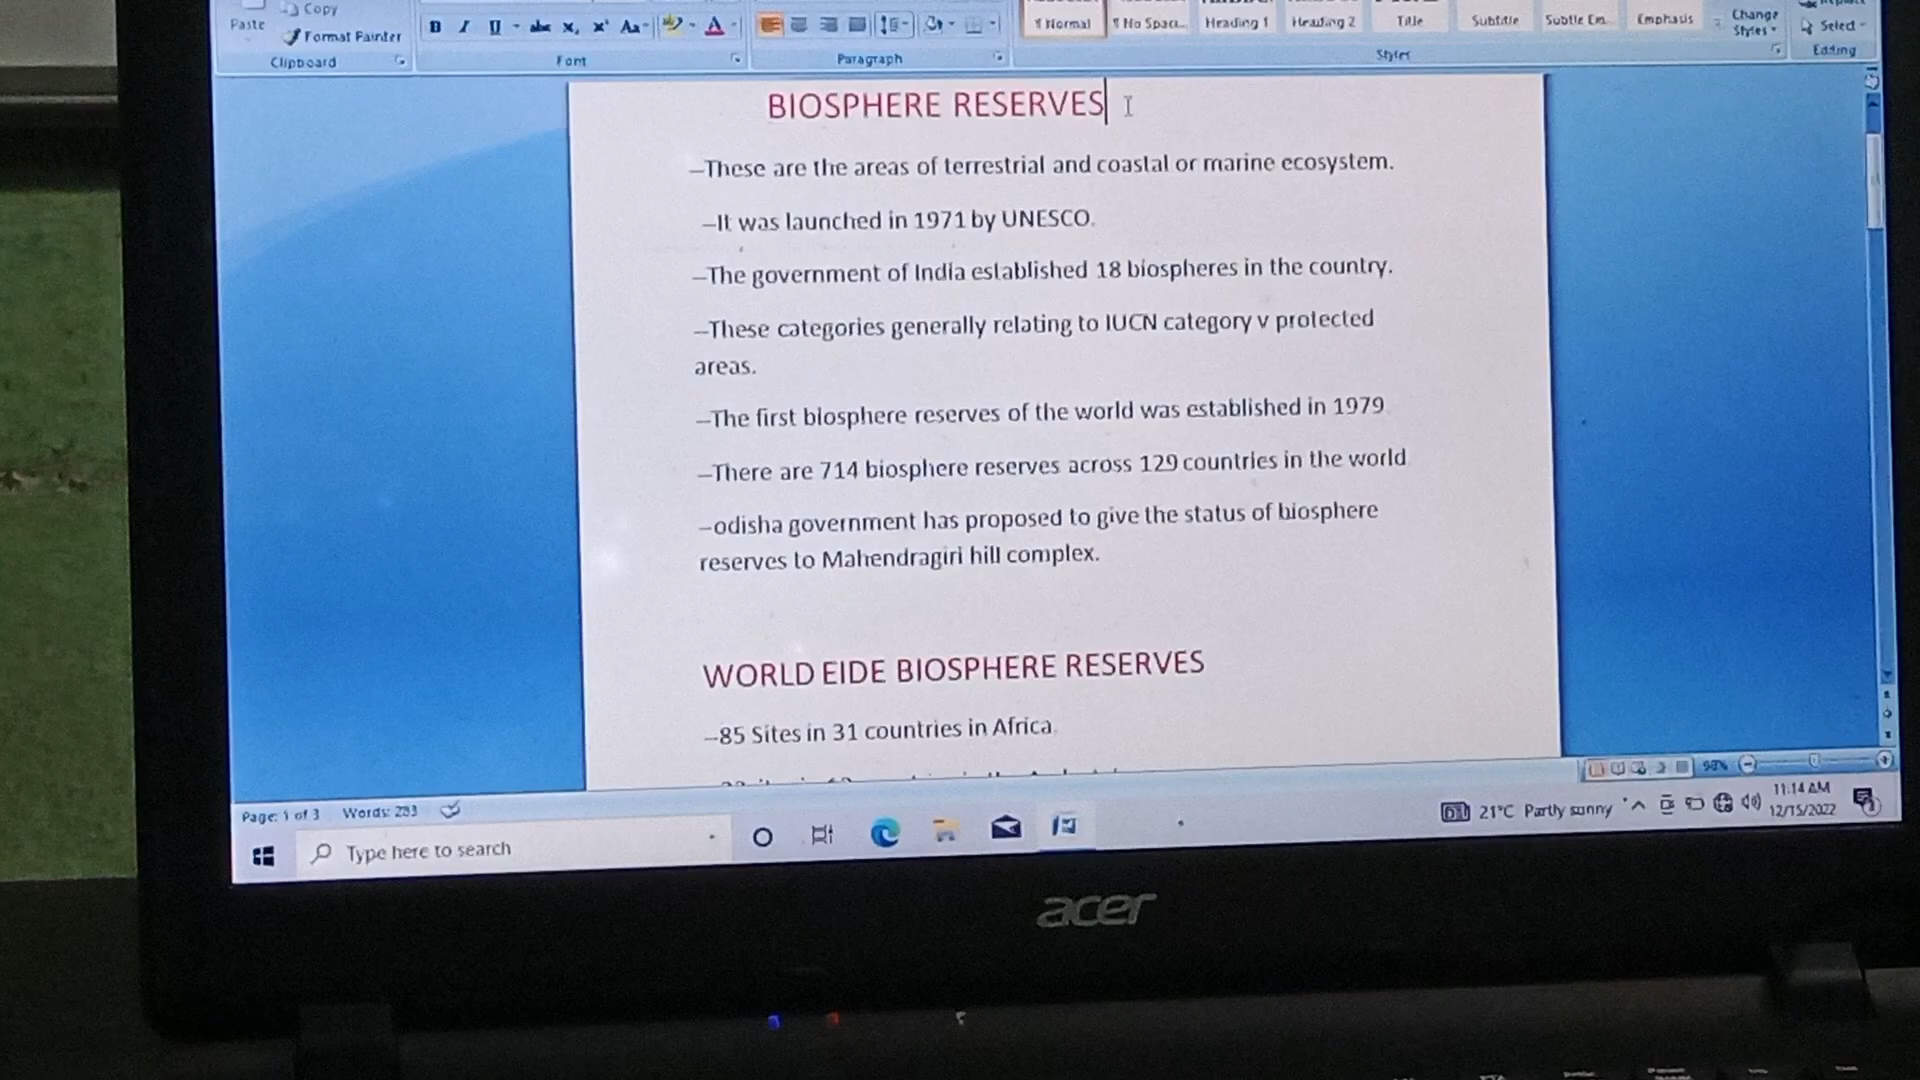 Copy
Paste
Format Painter
Clipboard
B I U abc x x Aa A
Font
Paragraph
¶ Normal ¶ No Spaci... Heading 1 Heading 2 Title Subtitle Subtle Em... Emphasis
Styles
Change Styles
Select
Editing
BIOSPHERE RESERVES
–These are the areas of terrestrial and coastal or marine ecosystem.
–It was launched in 1971 by UNESCO.
–The government of India established 18 biospheres in the country.
–These categories generally relating to IUCN category v protected
areas.
–The first biosphere reserves of the world was established in 1979
–There are 714 biosphere reserves across 129 countries in the world
–odisha government has proposed to give the status of biosphere
reserves to Mahendragiri hill complex.
WORLD EIDE BIOSPHERE RESERVES
–85 Sites in 31 countries in Africa.
98%
Page: 1 of 3 Words: 283
Type here to search
21°C Partly sunny
11:14 AM
12/15/2022
acer